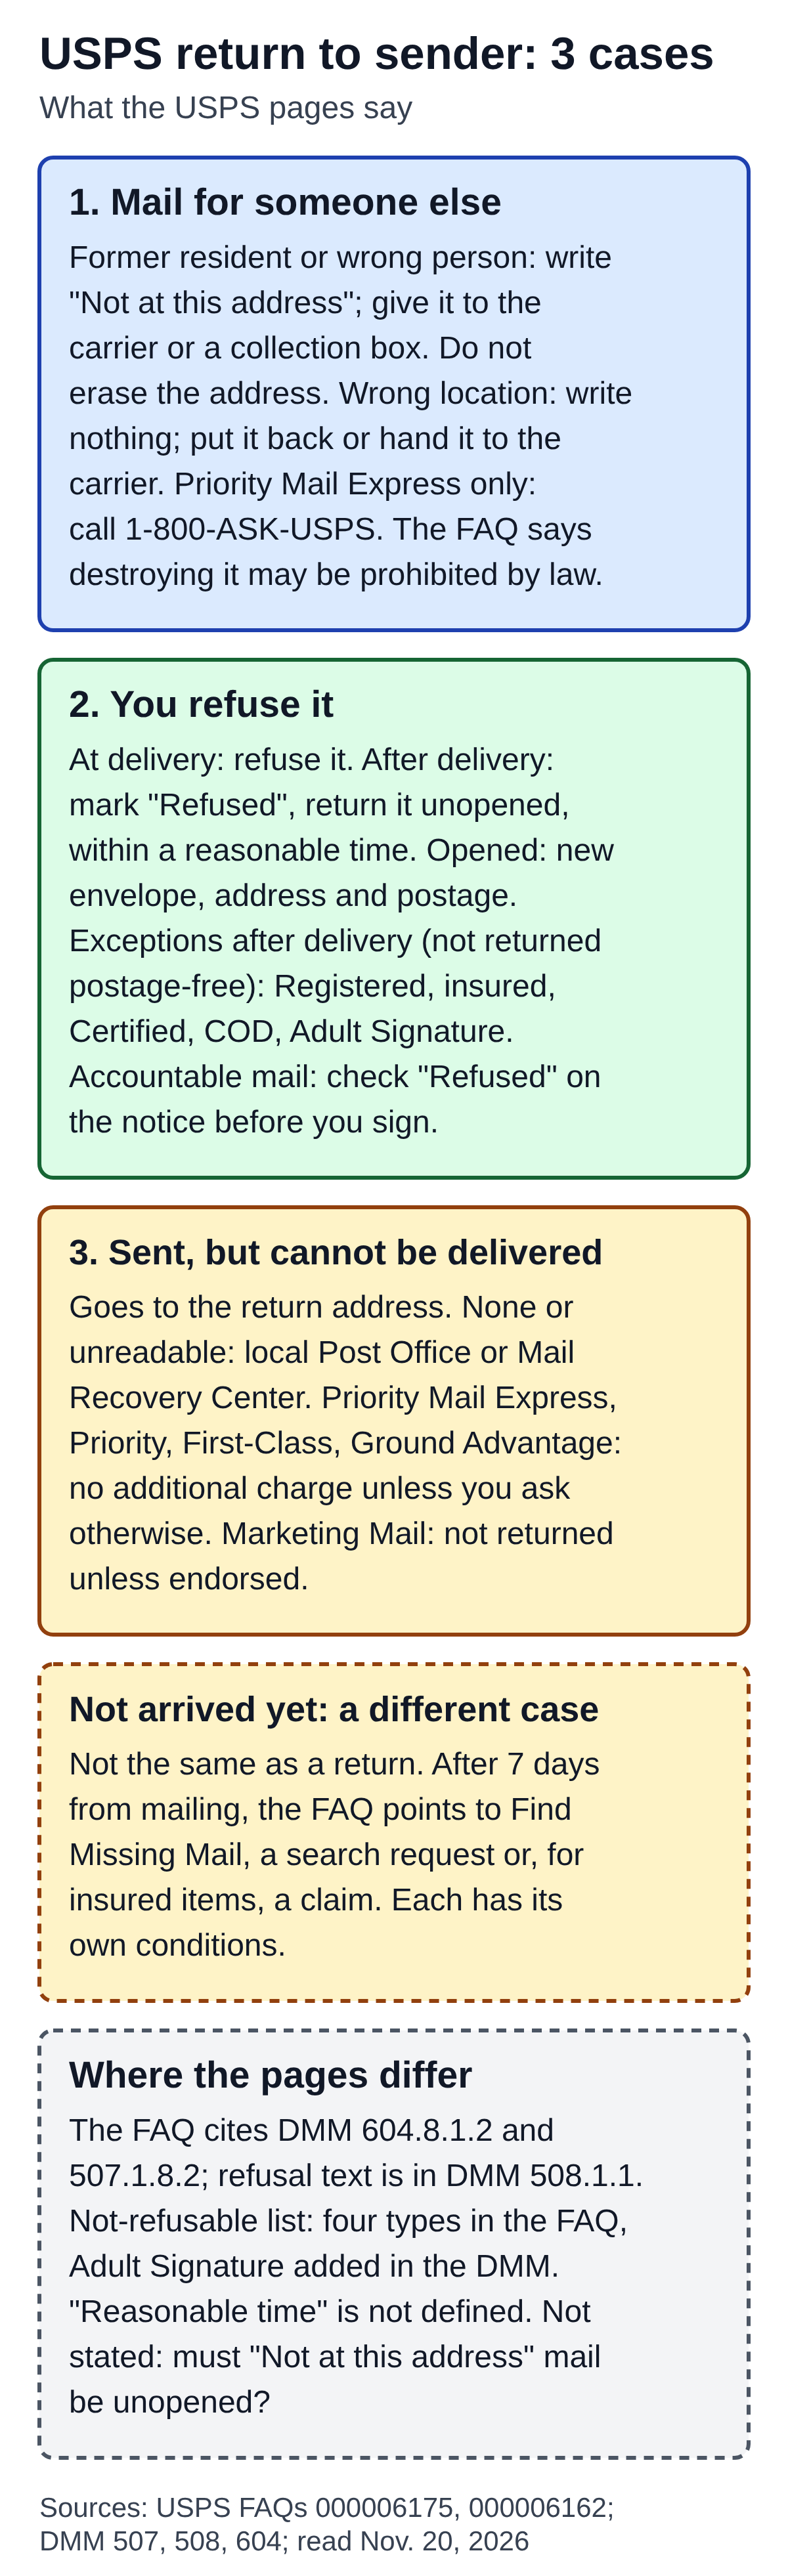 USPS return to sender: 3 cases
What the USPS pages say
1. Mail for someone else
Former resident or wrong person: write
"Not at this address"; give it to the
carrier or a collection box. Do not
erase the address. Wrong location: write
nothing; put it back or hand it to the
carrier. Priority Mail Express only:
call 1-800-ASK-USPS. The FAQ says
destroying it may be prohibited by law.
2. You refuse it
At delivery: refuse it. After delivery:
mark "Refused", return it unopened,
within a reasonable time. Opened: new
envelope, address and postage.
Exceptions after delivery (not returned
postage-free): Registered, insured,
Certified, COD, Adult Signature.
Accountable mail: check "Refused" on
the notice before you sign.
3. Sent, but cannot be delivered
Goes to the return address. None or
unreadable: local Post Office or Mail
Recovery Center. Priority Mail Express,
Priority, First-Class, Ground Advantage:
no additional charge unless you ask
otherwise. Marketing Mail: not returned
unless endorsed.
Not arrived yet: a different case
Not the same as a return. After 7 days
from mailing, the FAQ points to Find
Missing Mail, a search request or, for
insured items, a claim. Each has its
own conditions.
Where the pages differ
The FAQ cites DMM 604.8.1.2 and
507.1.8.2; refusal text is in DMM 508.1.1.
Not-refusable list: four types in the FAQ,
Adult Signature added in the DMM.
"Reasonable time" is not defined. Not
stated: must "Not at this address" mail
be unopened?
Sources: USPS FAQs 000006175, 000006162;
DMM 507, 508, 604; read Nov. 20, 2026